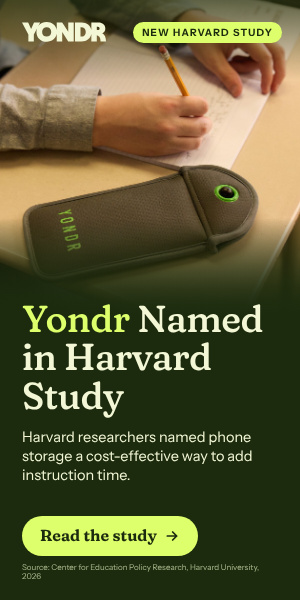 YONDR
NEW HARVARD STUDY
YONDR
Yondr Named
in Harvard
Study
Harvard researchers named phone
storage a cost-effective way to add
instruction time.
Read the study →
Source: Center for Education Policy Research, Harvard University,
2026